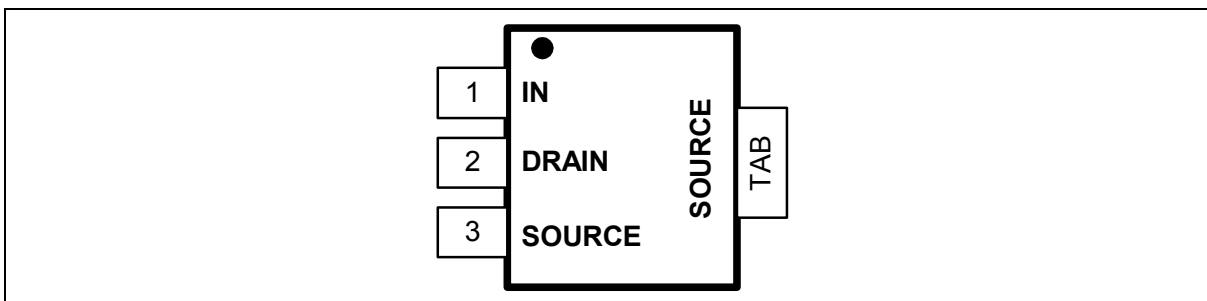 1 IN
2 DRAIN
3 SOURCE
SOURCE
TAB